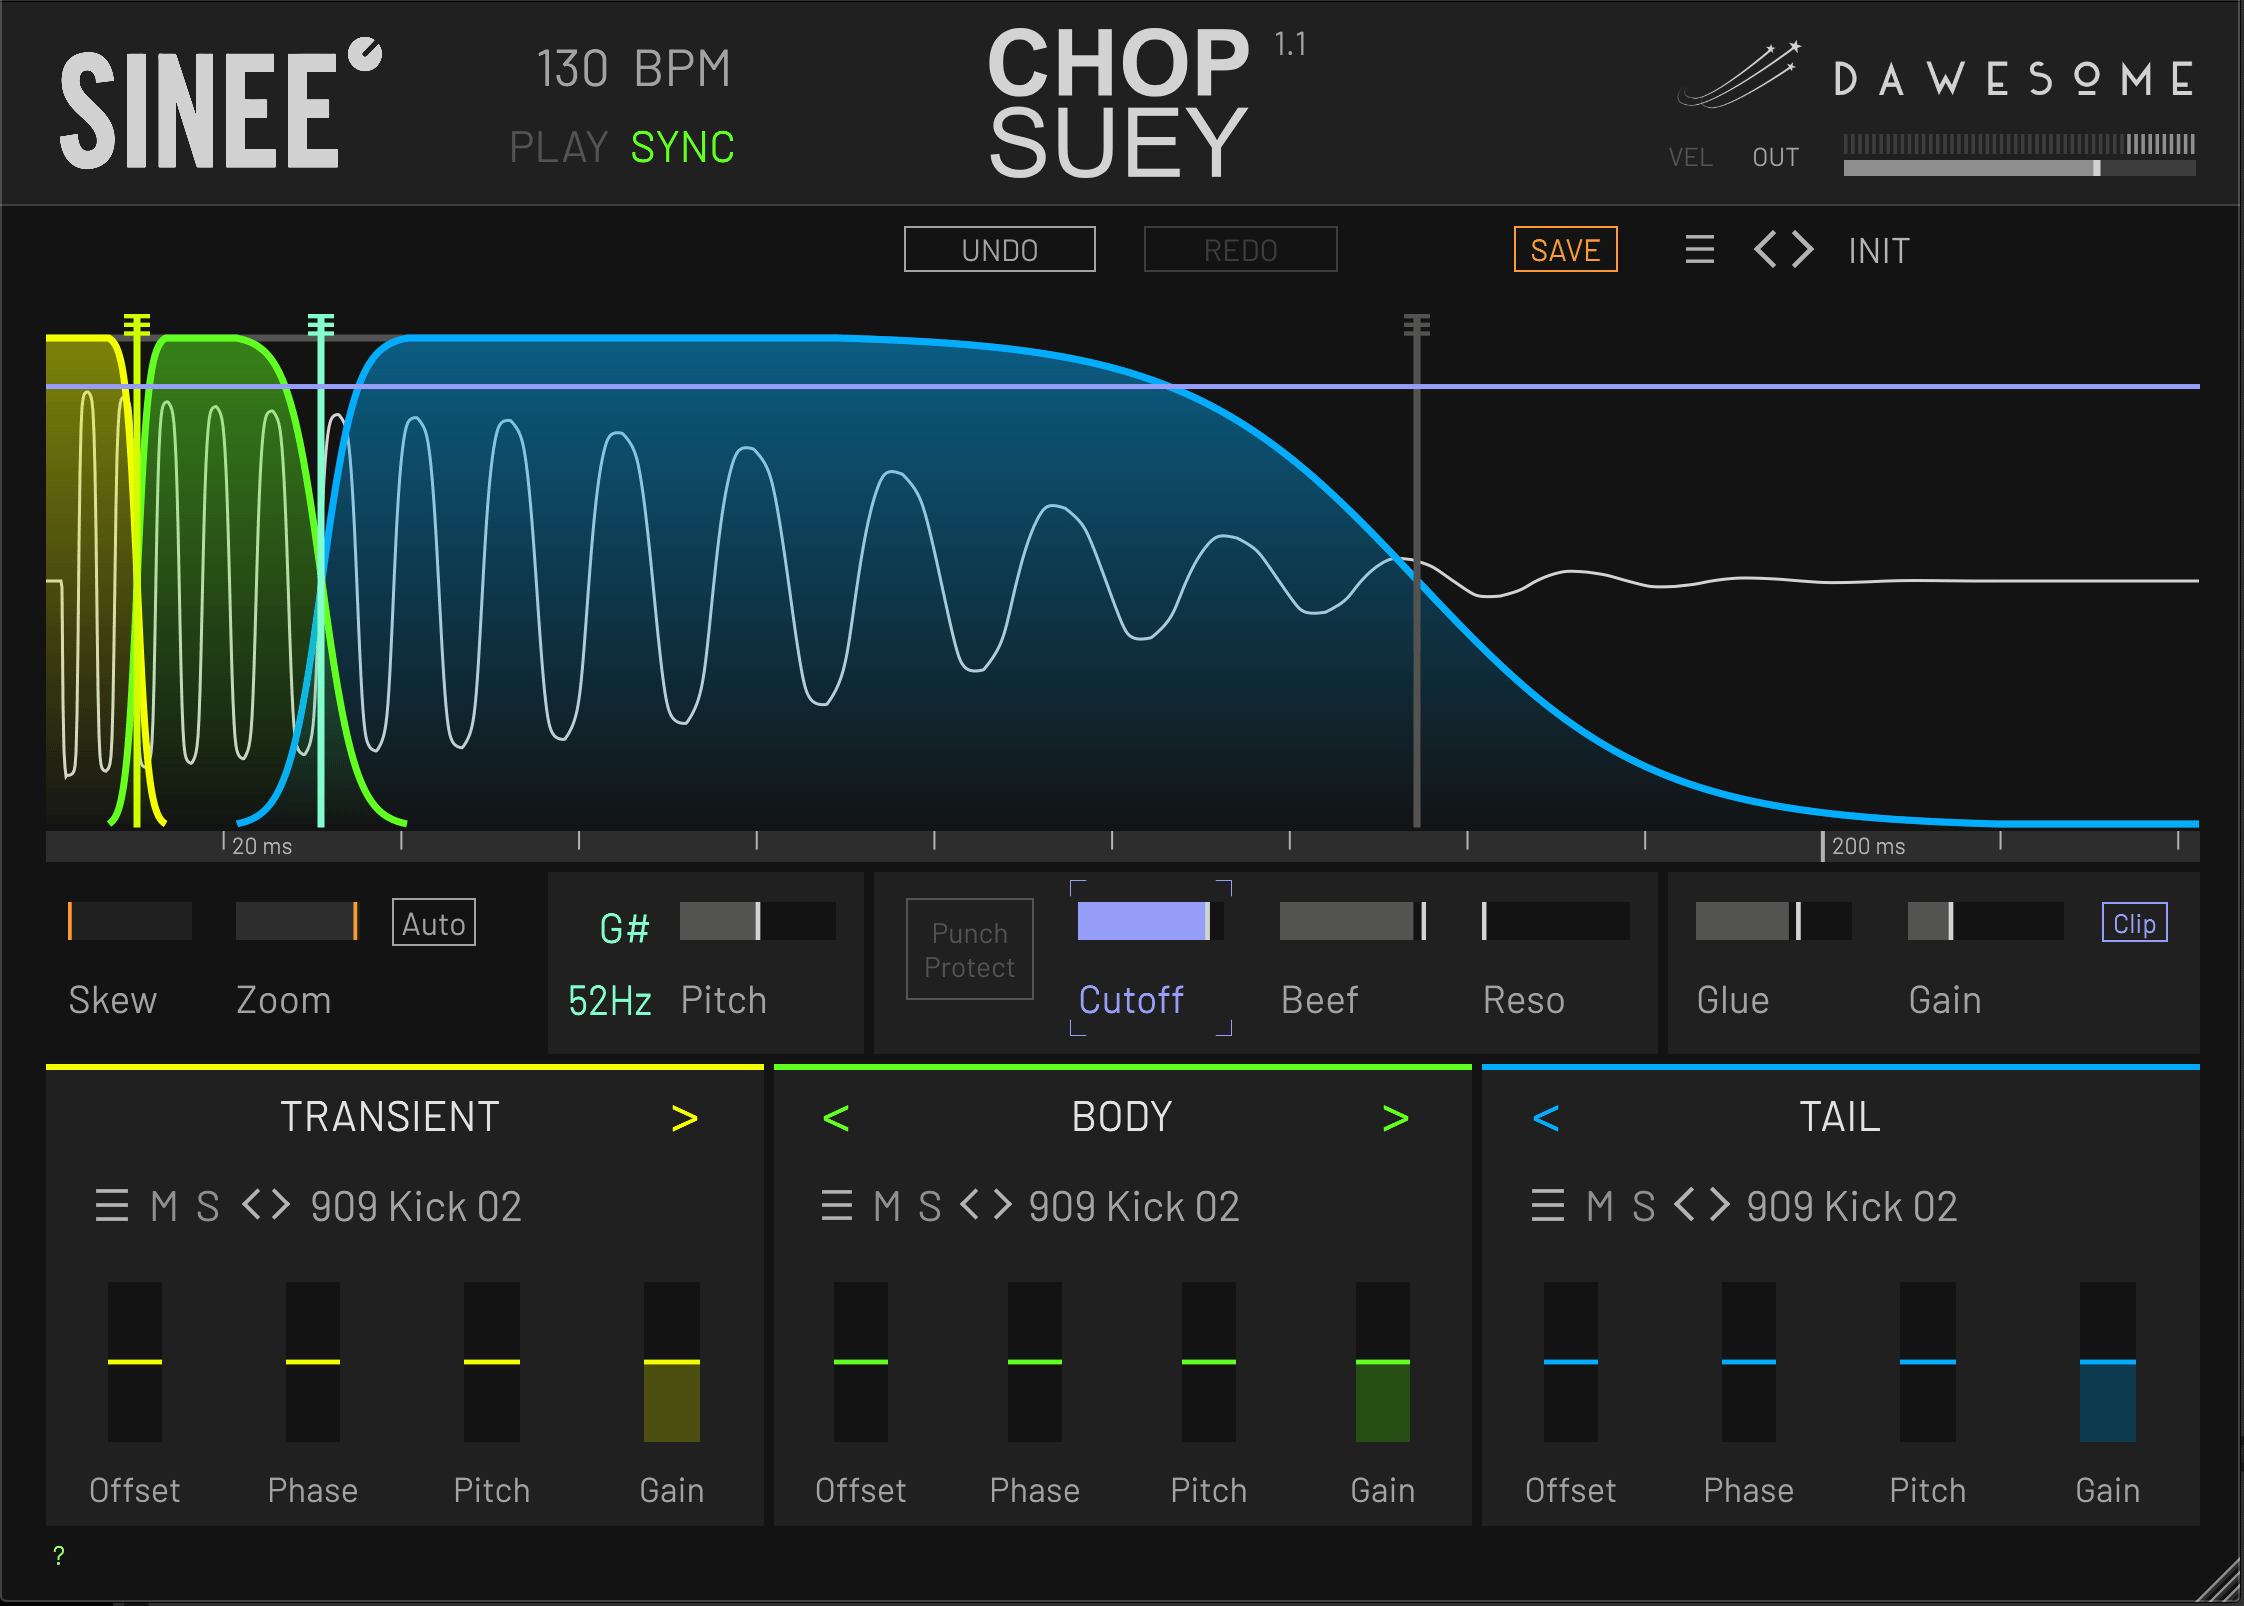 SINEE
130 BPM
PLAY SYNC
CHOP
SUEY
1.1
DAWESOME
VEL OUT
UNDO REDO SAVE INIT
20 ms 200 ms
Auto G# Punch
Protect Clip
Skew Zoom 52Hz Pitch Cutoff Beef Reso Glue Gain
TRANSIENT > < BODY > < TAIL
M S <> 909 Kick 02 M S <> 909 Kick 02 M S <> 909 Kick 02
Offset Phase Pitch Gain Offset Phase Pitch Gain Offset Phase Pitch Gain
?